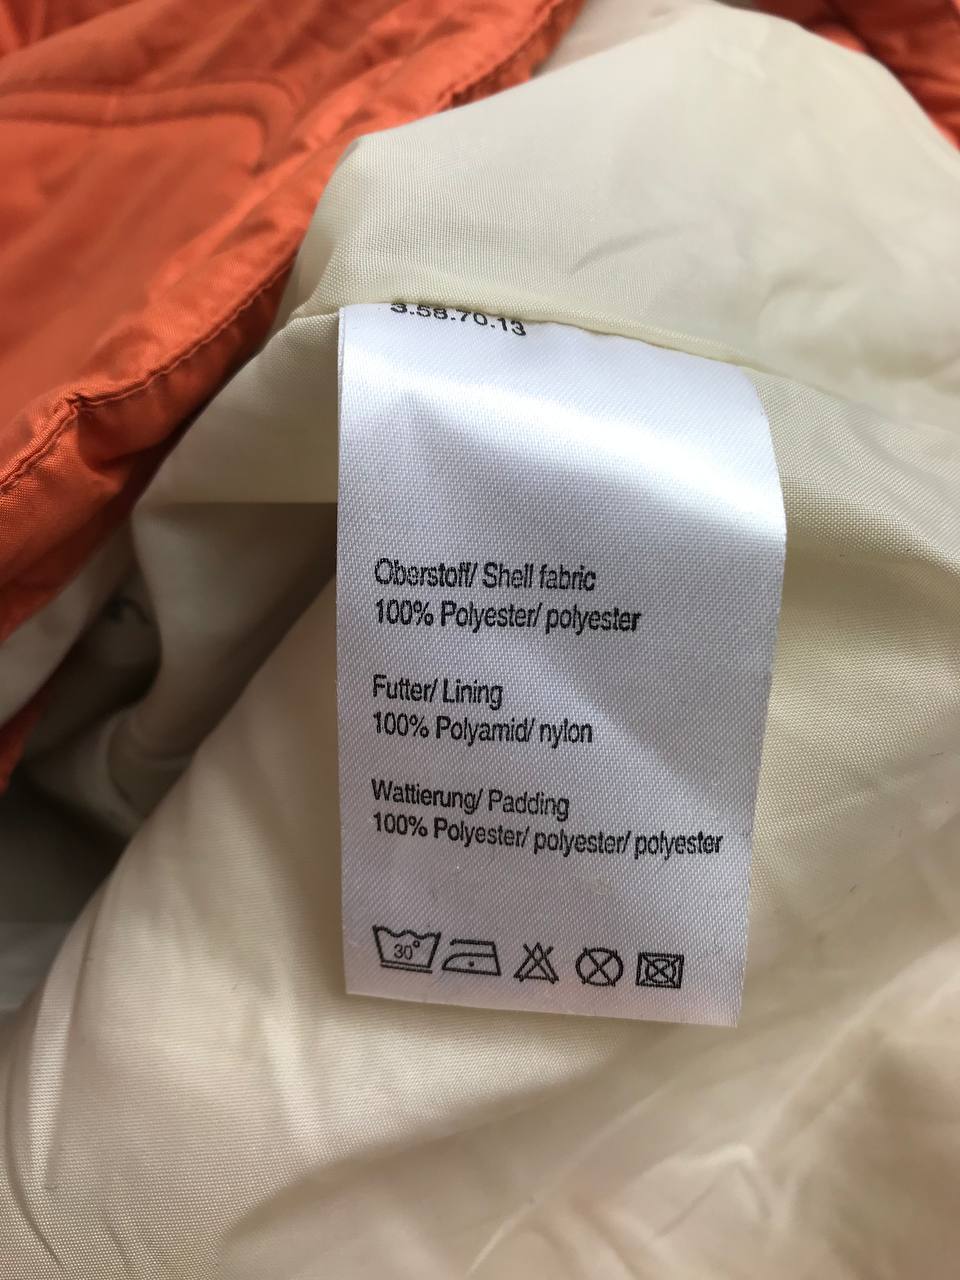 3.58.70.13
Oberstoff/ Shell fabric
100% Polyester/ polyester
Futter/ Lining
100% Polyamid/ nylon
Wattierung/ Padding
100% Polyester/ polyester/ polyester
30°